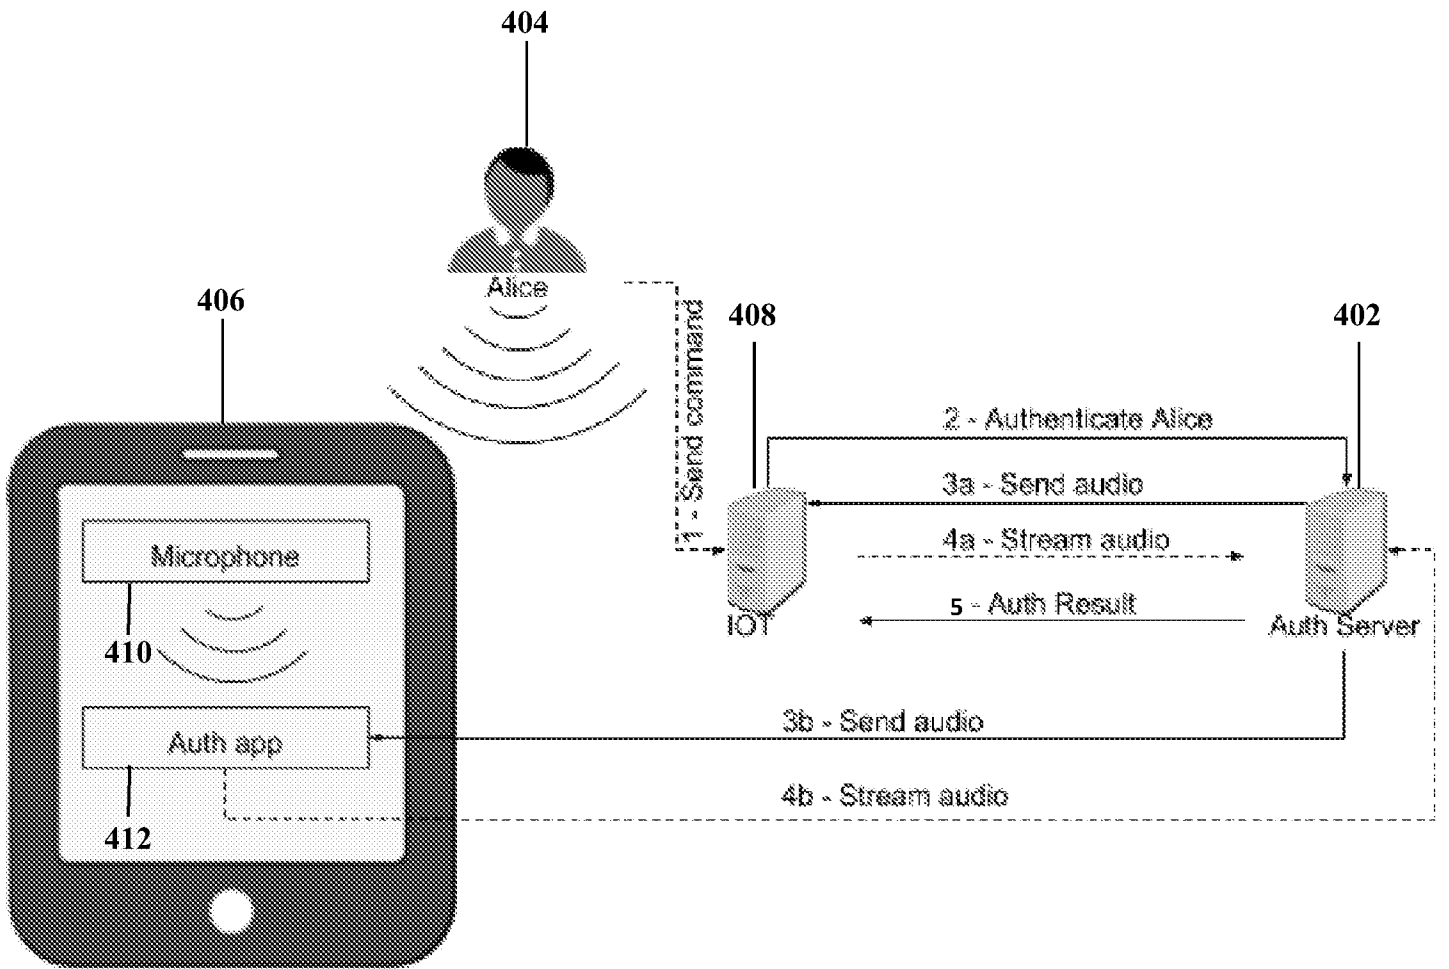 404
Alice
406
408
402
1 - Send command
2 - Authenticate Alice
3a - Send audio
4a - Stream audio
5 - Auth Result
IOT
Auth Server
Microphone
410
Auth app
412
3b - Send audio
4b - Stream audio